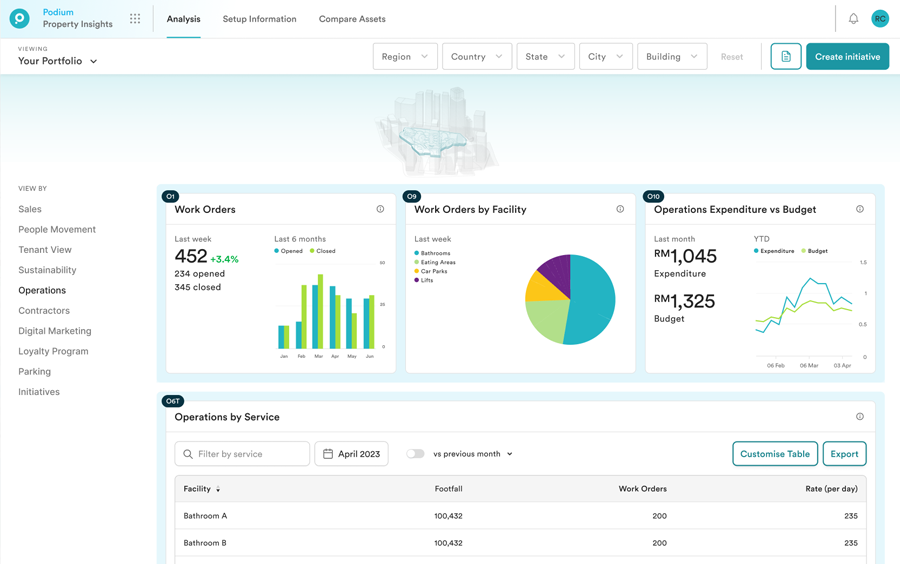 Podium
Property Insights
Analysis
Setup Information
Compare Assets
RC
VIEWING
Your Portfolio
Region
Country
State
City
Building
Reset
Create initiative
VIEW BY
Sales
People Movement
Tenant View
Sustainability
Operations
Contractors
Digital Marketing
Loyalty Program
Parking
Initiatives
O1
Work Orders
Last week
452 +3.4%
234 opened
345 closed
Last 6 months
Opened Closed
Jan Feb Mar Apr May Jun
0
O9
Work Orders by Facility
Last week
Bathrooms
Eating Areas
Car Parks
Lifts
O10
Operations Expenditure vs Budget
Last month
RM1,045
Expenditure
RM1,325
Budget
YTD
Expenditure Budget
1.5
1
0.5
0
06 Feb 06 Mar 03 Apr
O6T
Operations by Service
Filter by service
April 2023
vs previous month
Customise Table
Export
Facility Footfall Work Orders Rate (per day)
Bathroom A 100,432 200 235
Bathroom B 100,432 200 235